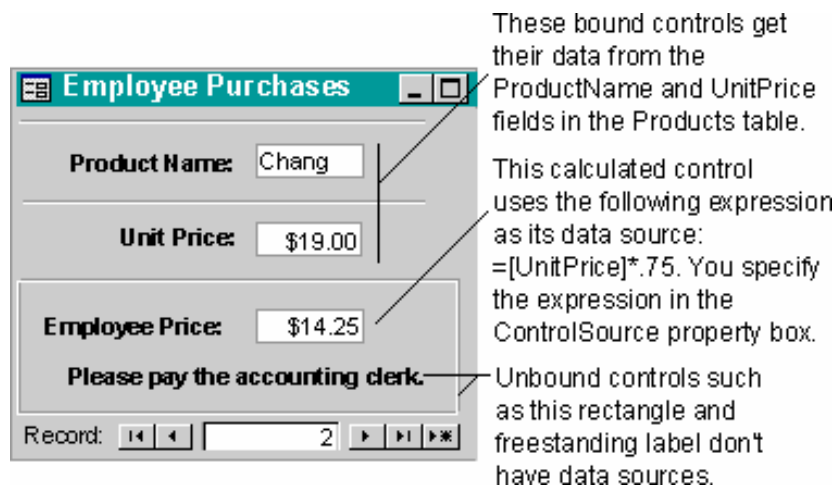 Employee Purchases
Product Name: Chang
Unit Price: $19.00
Employee Price: $14.25
Please pay the accounting clerk.
Record: 2
These bound controls get
their data from the
ProductName and UnitPrice
fields in the Products table.
This calculated control
uses the following expression
as its data source:
=[UnitPrice]*.75. You specify
the expression in the
ControlSource property box.
Unbound controls such
as this rectangle and
freestanding label don't
have data sources.